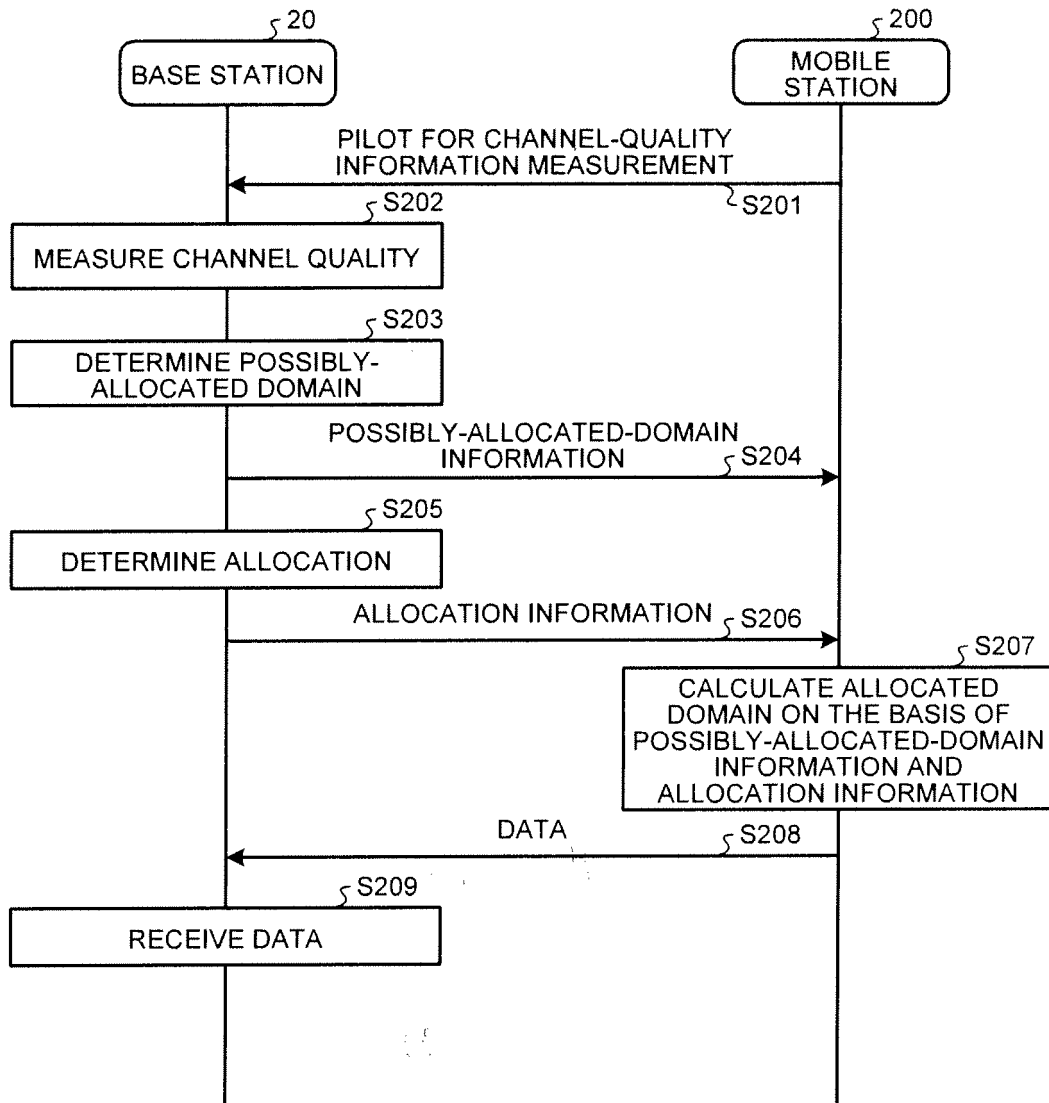 20
200
BASE STATION
MOBILE
STATION
PILOT FOR CHANNEL-QUALITY
INFORMATION MEASUREMENT
S201
S202
MEASURE CHANNEL QUALITY
S203
DETERMINE POSSIBLY-
ALLOCATED DOMAIN
POSSIBLY-ALLOCATED-DOMAIN
INFORMATION
S204
S205
DETERMINE ALLOCATION
ALLOCATION INFORMATION
S206
S207
CALCULATE ALLOCATED
DOMAIN ON THE BASIS OF
POSSIBLY-ALLOCATED-DOMAIN
INFORMATION AND
ALLOCATION INFORMATION
DATA
S208
S209
RECEIVE DATA